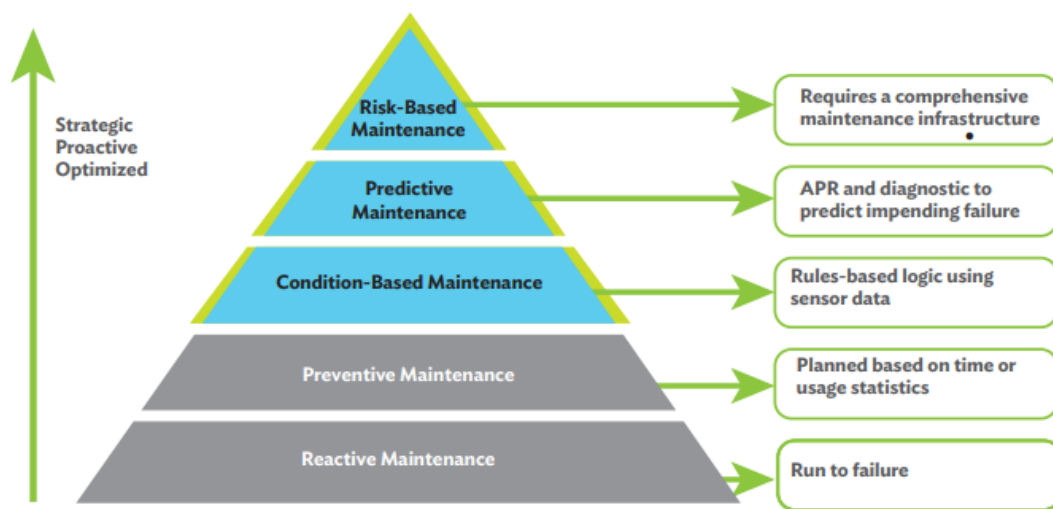 Strategic
Proactive
Optimized
Risk-Based
Maintenance
Requires a comprehensive
maintenance infrastructure
Predictive
Maintenance
APR and diagnostic to
predict impending failure
Condition-Based Maintenance
Rules-based logic using
sensor data
Preventive Maintenance
Planned based on time or
usage statistics
Reactive Maintenance
Run to failure